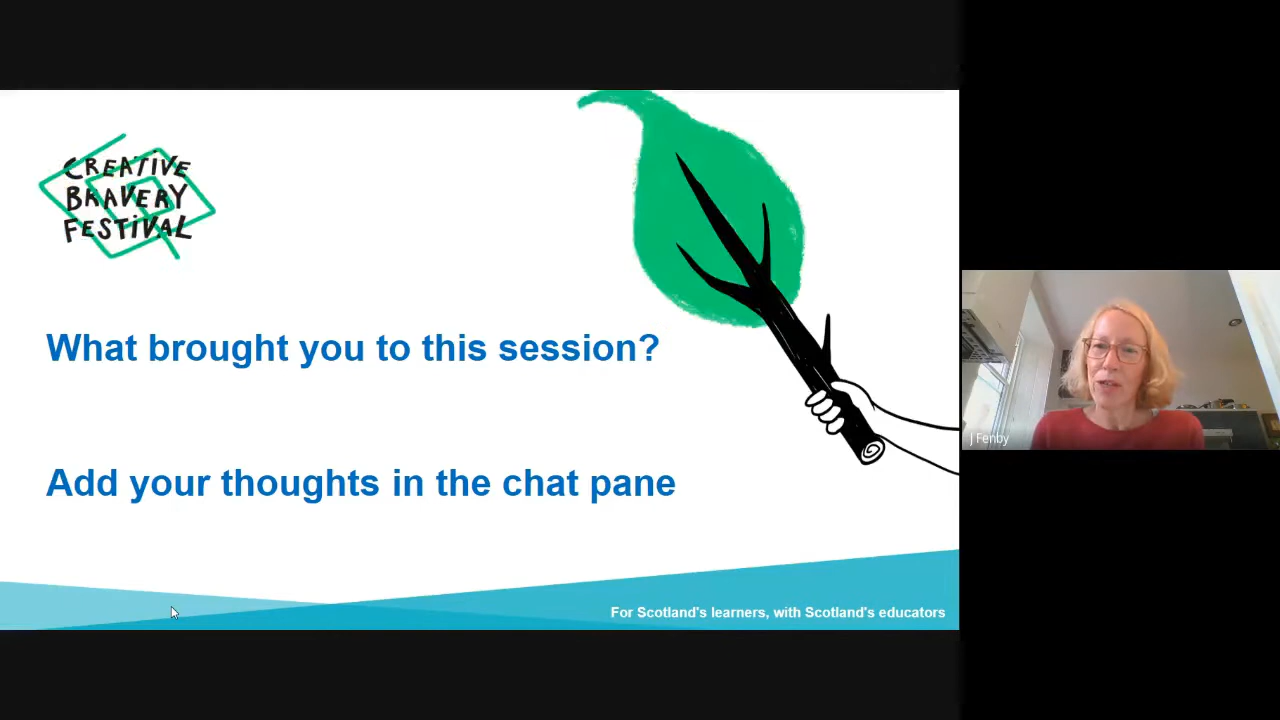 CREATIVE
BRAVERY
FESTIVAL
What brought you to this session?
Add your thoughts in the chat pane
For Scotland's learners, with Scotland's educators
J Fenby